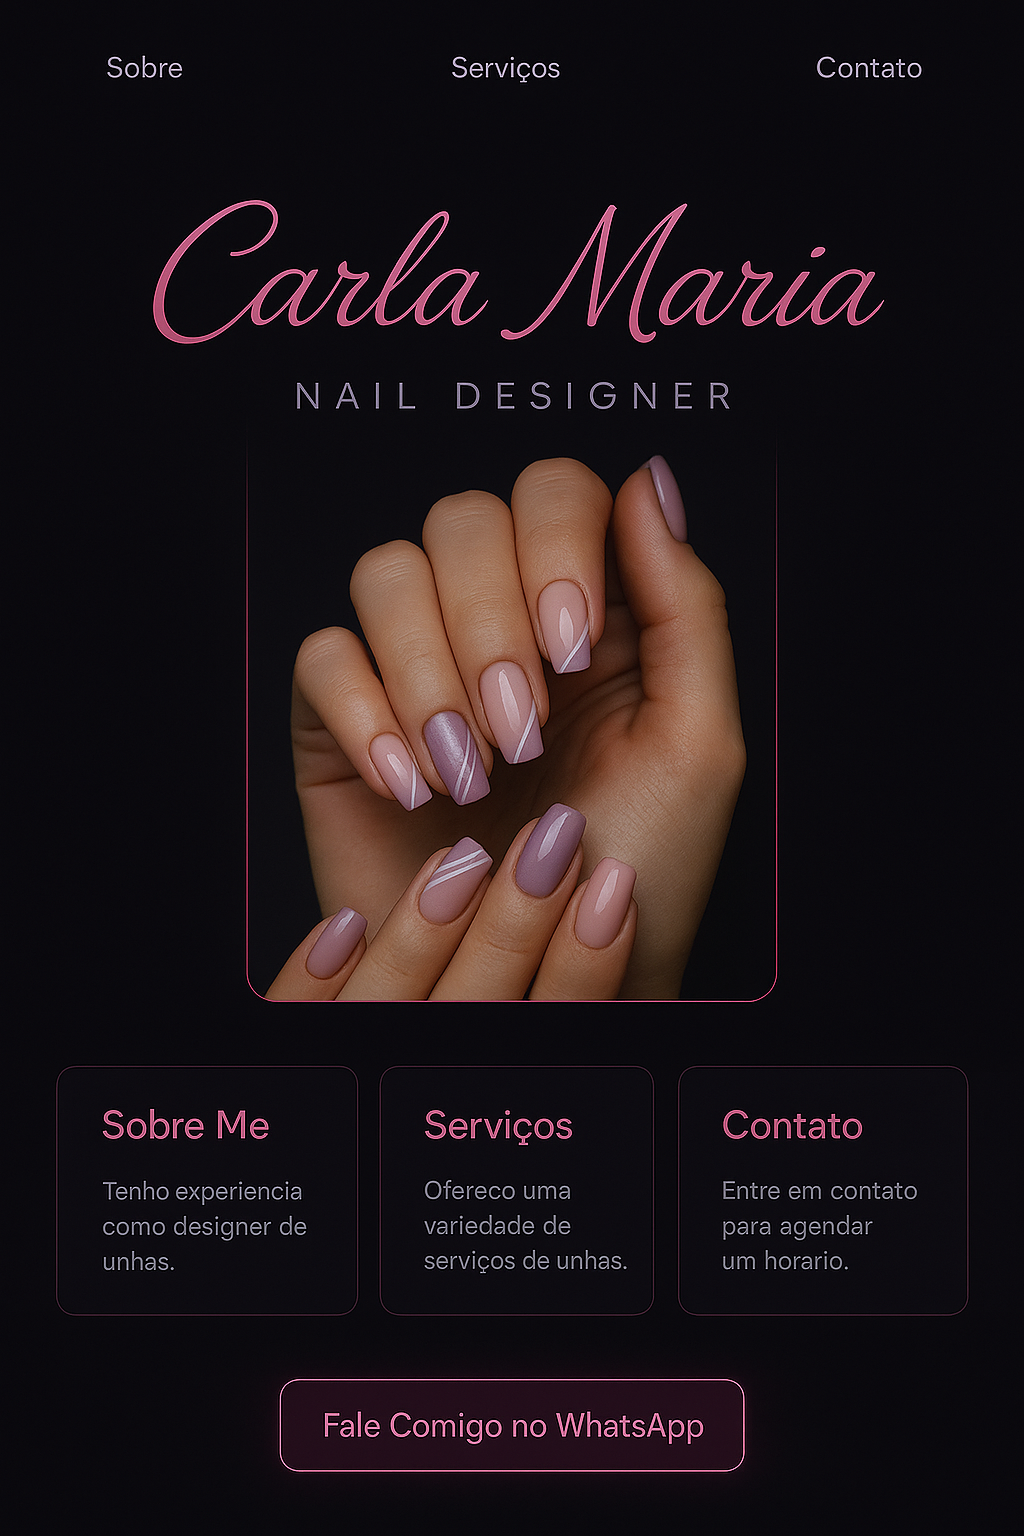 Sobre
Serviços
Contato
Carla Maria
NAIL DESIGNER
Sobre Me
Tenho experiencia
como designer de
unhas.
Serviços
Ofereco uma
variedade de
serviços de unhas.
Contato
Entre em contato
para agendar
um horario.
Fale Comigo no WhatsApp